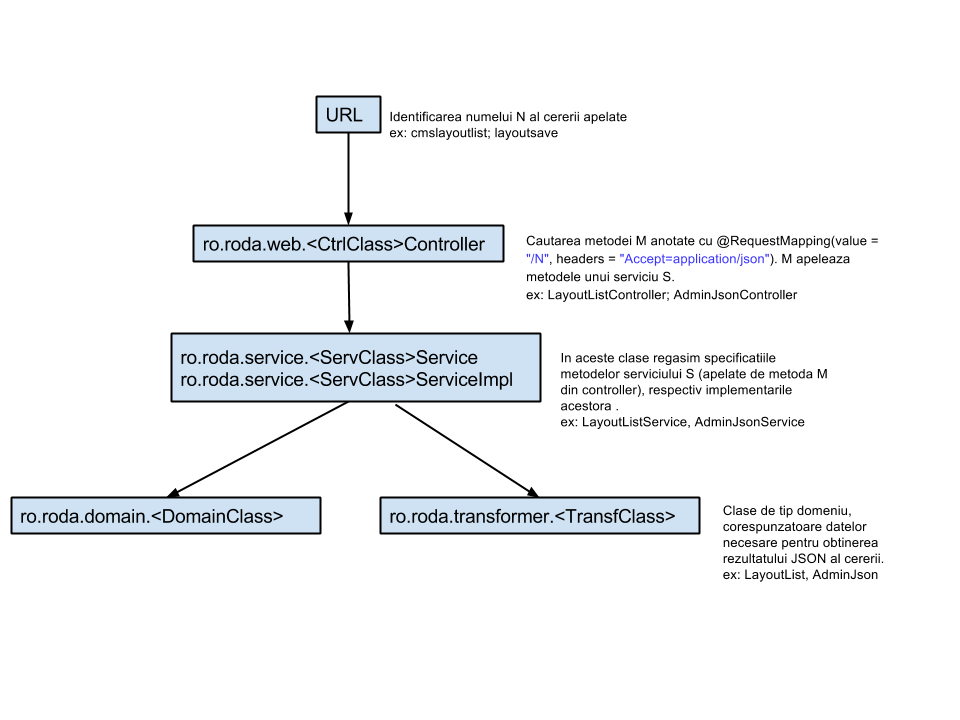 URL
Identificarea numelui N al cererii apelate
ex: cmslayoutlist; layoutsave
ro.roda.web.<CtrlClass>Controller
Cautarea metodei M anotate cu @RequestMapping(value =
"/N", headers = "Accept=application/json"). M apeleaza
metodele unui serviciu S.
ex: LayoutListController; AdminJsonController
ro.roda.service.<ServClass>Service
ro.roda.service.<ServClass>ServiceImpl
In aceste clase regasim specificatiile
metodelor serviciului S (apelate de metoda M
din controller), respectiv implementarile
acestora .
ex: LayoutListService, AdminJsonService
ro.roda.domain.<DomainClass>
ro.roda.transformer.<TransfClass>
Clase de tip domeniu,
corespunzatoare datelor
necesare pentru obtinerea
rezultatului JSON al cererii.
ex: LayoutList, AdminJson